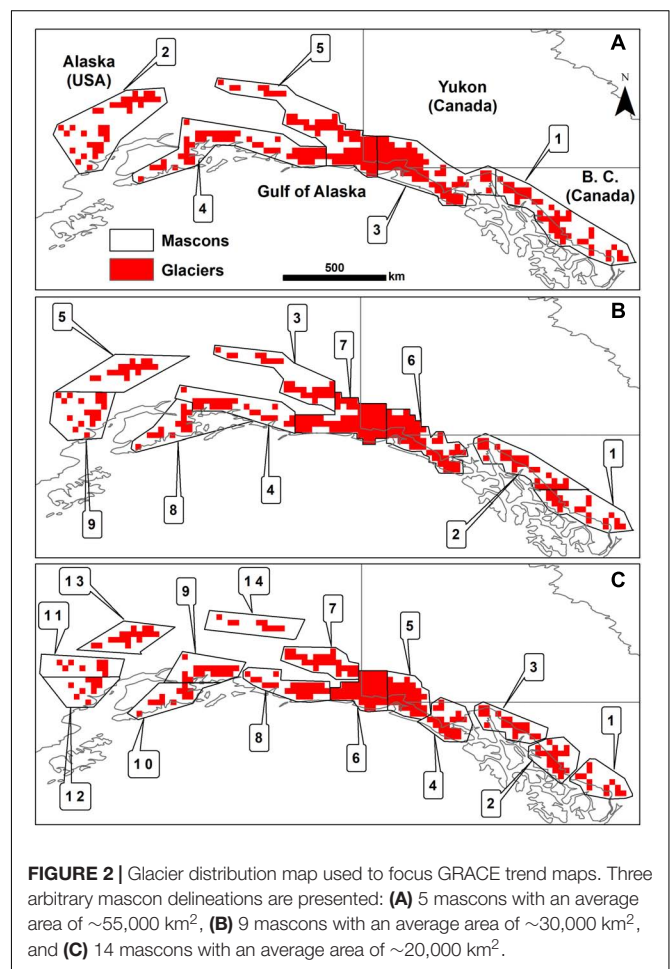 A
Alaska
(USA)
2
5
Yukon
(Canada)
N
1
B. C.
(Canada)
4
Gulf of Alaska
3
Mascons
Glaciers
500
km
B
5
3
7
6
9
8
4
2
1
C
13
14
11
9
7
5
3
1
12
10
8
6
4
2
FIGURE 2 | Glacier distribution map used to focus GRACE trend maps. Three
arbitrary mascon delineations are presented: (A) 5 mascons with an average
area of ~55,000 km², (B) 9 mascons with an average area of ~30,000 km²,
and (C) 14 mascons with an average area of ~20,000 km².